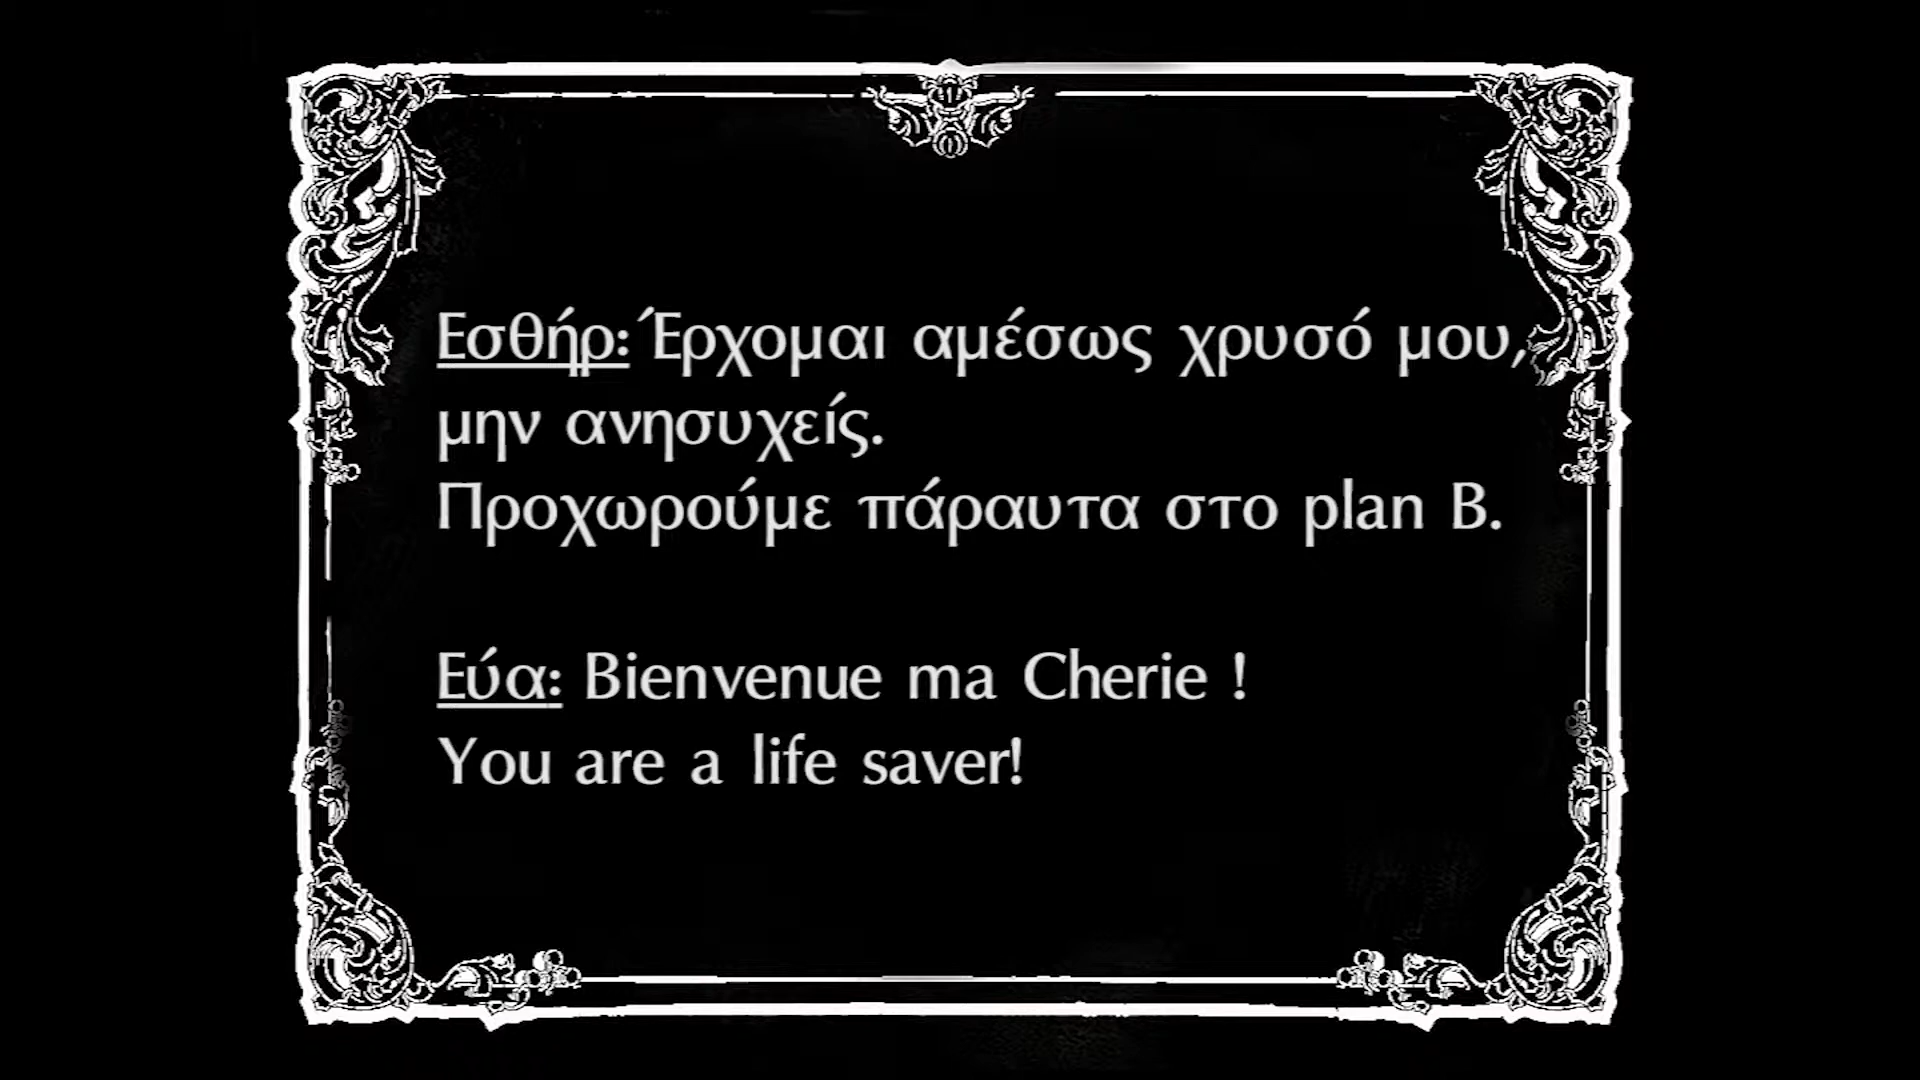 Εσθήρ: Έρχομαι αμέσως χρυσό μου,
μην ανησυχείς.
Προχωρούμε πάραυτα στο plan B.
Εύα: Bienvenue ma Cherie !
You are a life saver!